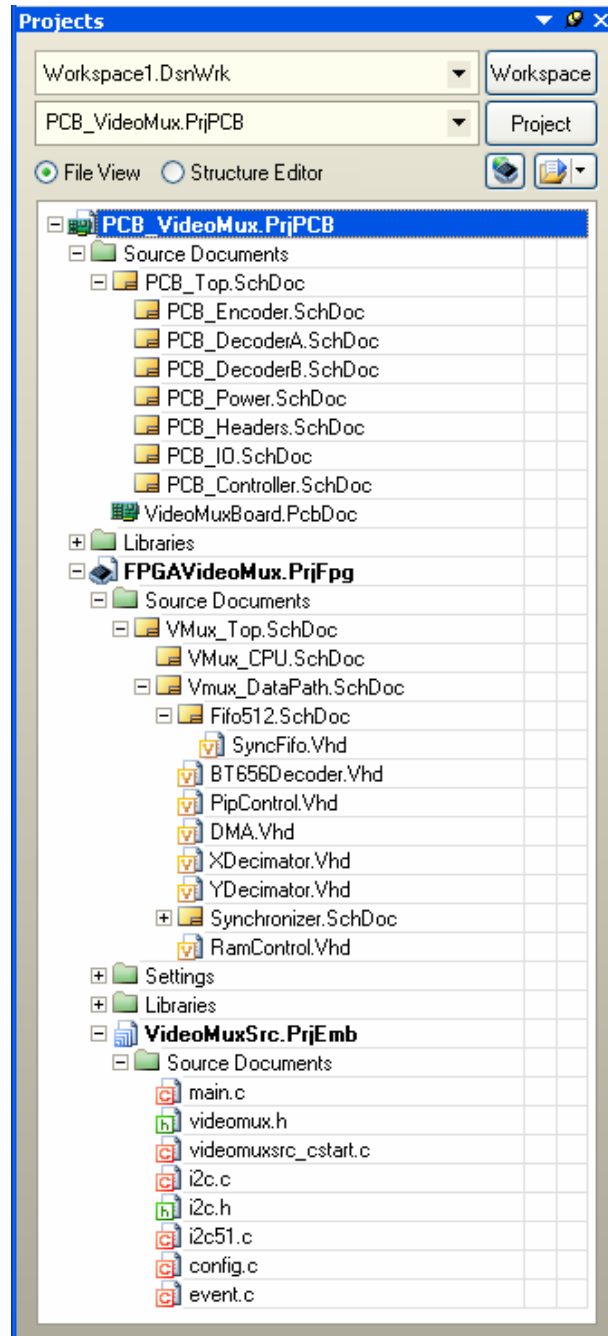 Projects
Workspace1.DsnWrk
Workspace
PCB_VideoMux.PrjPCB
Project
File View
Structure Editor
PCB_VideoMux.PrjPCB
Source Documents
PCB_Top.SchDoc
PCB_Encoder.SchDoc
PCB_DecoderA.SchDoc
PCB_DecoderB.SchDoc
PCB_Power.SchDoc
PCB_Headers.SchDoc
PCB_IO.SchDoc
PCB_Controller.SchDoc
VideoMuxBoard.PcbDoc
Libraries
FPGAVideoMux.PrjFpg
Source Documents
VMux_Top.SchDoc
VMux_CPU.SchDoc
Vmux_DataPath.SchDoc
Fifo512.SchDoc
SyncFifo.Vhd
BT656Decoder.Vhd
PipControl.Vhd
DMA.Vhd
XDecimator.Vhd
YDecimator.Vhd
Synchronizer.SchDoc
RamControl.Vhd
Settings
Libraries
VideoMuxSrc.PrjEmb
Source Documents
main.c
videomux.h
videomuxsrc_cstart.c
i2c.c
i2c.h
i2c51.c
config.c
event.c